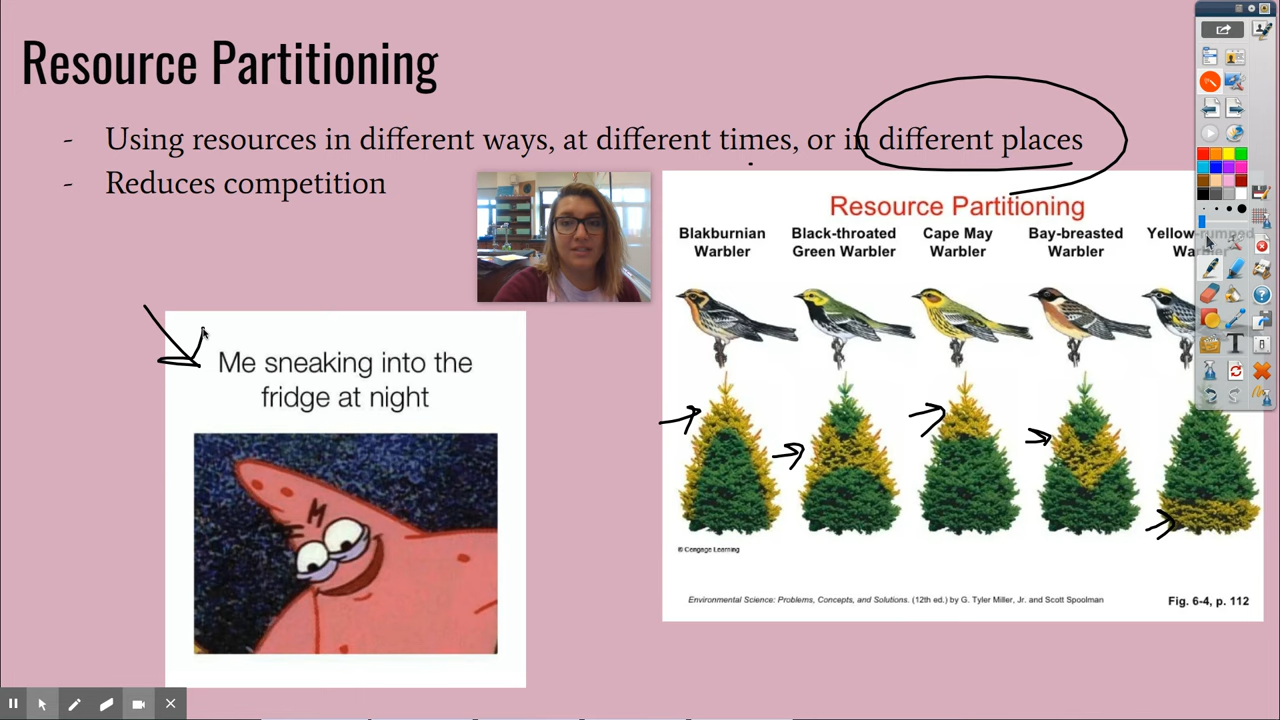 Resource Partitioning
- Using resources in different ways, at different times, or in different places
- Reduces competition
Me sneaking into the
fridge at night
Resource Partitioning
Blakburnian
Warbler
Black-throated
Green Warbler
Cape May
Warbler
Bay-breasted
Warbler
Yellow-rumped
Warbler
© Cengage Learning
Environmental Science: Problems, Concepts, and Solutions. (12th ed.) by G. Tyler Miller, Jr. and Scott Spoolman
Fig. 6-4, p. 112